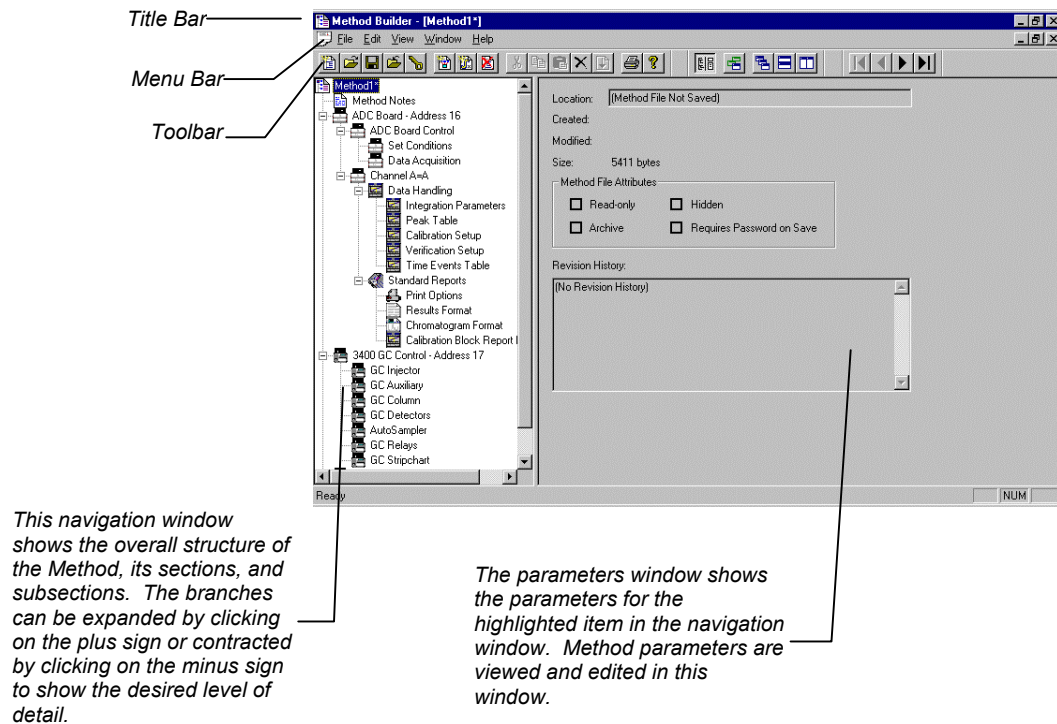 Title Bar
Method Builder - [Method1*]
File Edit View Window Help
Menu Bar
Toolbar
Method1*
Method Notes
ADC Board - Address 16
ADC Board Control
Set Conditions
Data Acquisition
Channel A=A
Data Handling
Integration Parameters
Peak Table
Calibration Setup
Verification Setup
Time Events Table
Standard Reports
Print Options
Results Format
Chromatogram Format
Calibration Block Report
3400 GC Control - Address 17
GC Injector
GC Auxiliary
GC Column
GC Detectors
AutoSampler
GC Relays
GC Stripchart
Location: (Method File Not Saved)
Created:
Modified:
Size: 5411 bytes
Method File Attributes
Read-only Hidden
Archive Requires Password on Save
Revision History:
(No Revision History)
Ready NUM
This navigation window
shows the overall structure of
the Method, its sections, and
subsections. The branches
can be expanded by clicking
on the plus sign or contracted
by clicking on the minus sign
to show the desired level of
detail.
The parameters window shows
the parameters for the
highlighted item in the navigation
window. Method parameters are
viewed and edited in this
window.